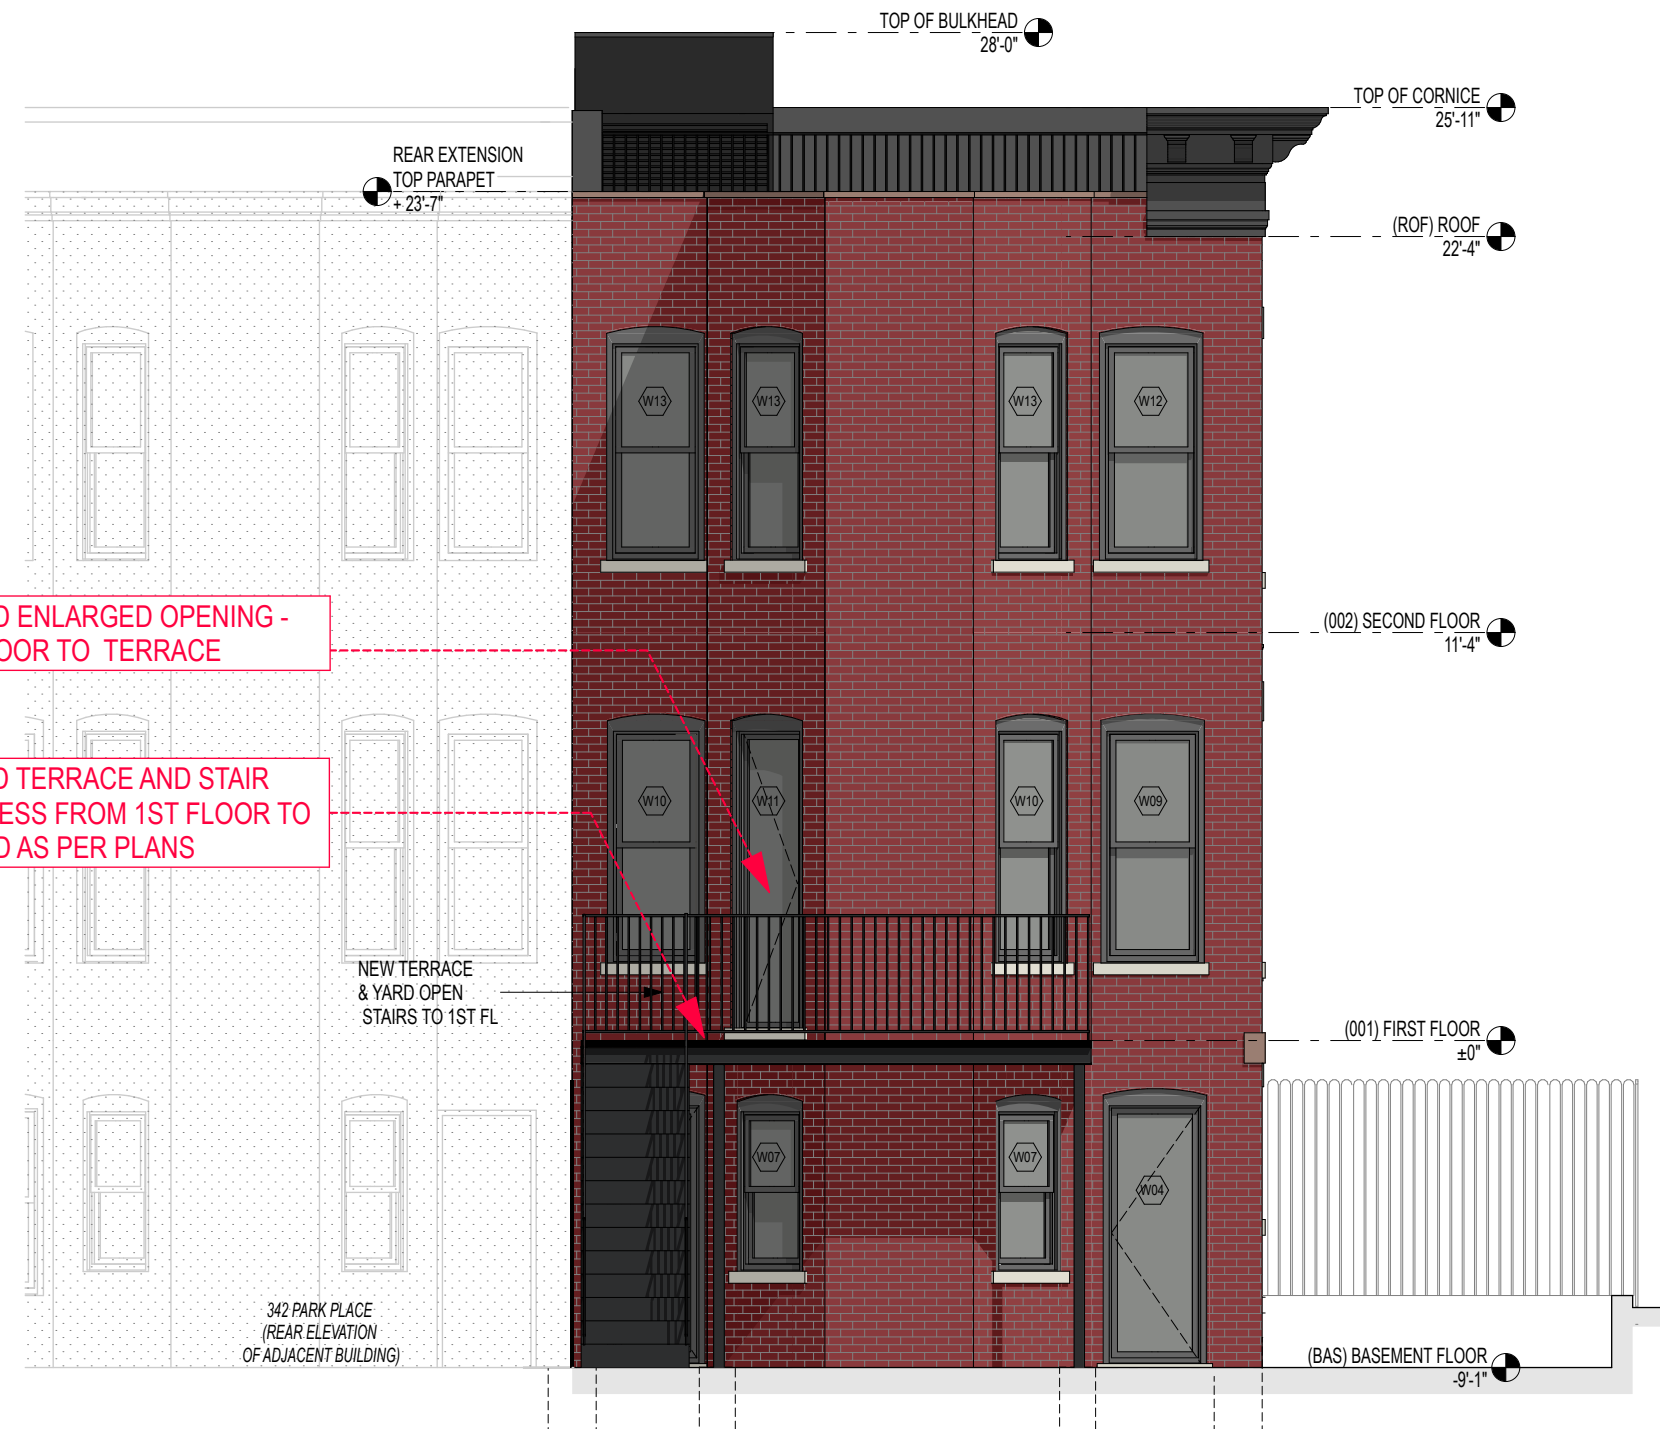 TOP OF BULKHEAD
28'-0"
TOP OF CORNICE
25'-11"
REAR EXTENSION
TOP PARAPET
+ 23'-7"
(ROF) ROOF
22'-4"
W13
W13
W13
W12
ENLARGED OPENING -
TO TERRACE
(002) SECOND FLOOR
11'-4"
TERRACE AND STAIR
FROM 1ST FLOOR TO
AS PER PLANS
W10
W11
W10
W09
NEW TERRACE
& YARD OPEN
STAIRS TO 1ST FL
(001) FIRST FLOOR
±0"
W07
W07
W04
342 PARK PLACE
(REAR ELEVATION
OF ADJACENT BUILDING)
(BAS) BASEMENT FLOOR
-9'-1"